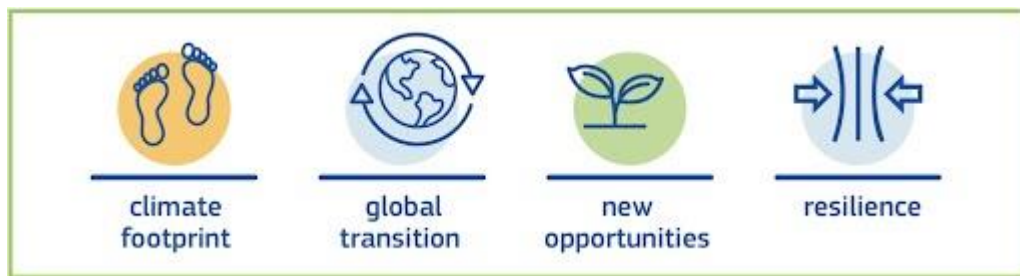 climate
footprint
global
transition
new
opportunities
resilience